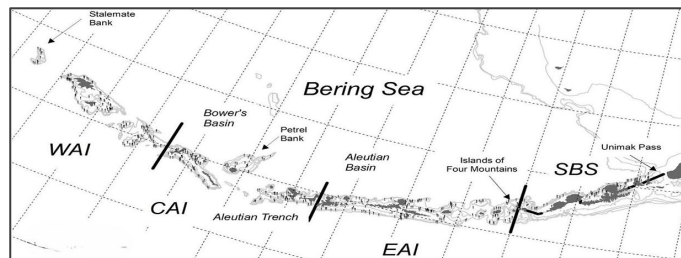 Stalemate
Bank
Bering Sea
Bower's
Basin
Petrel
Bank
Aleutian
Basin
Islands of
Four Mountains
SBS
Unimak Pass
WAI
CAI
Aleutian Trench
EAI